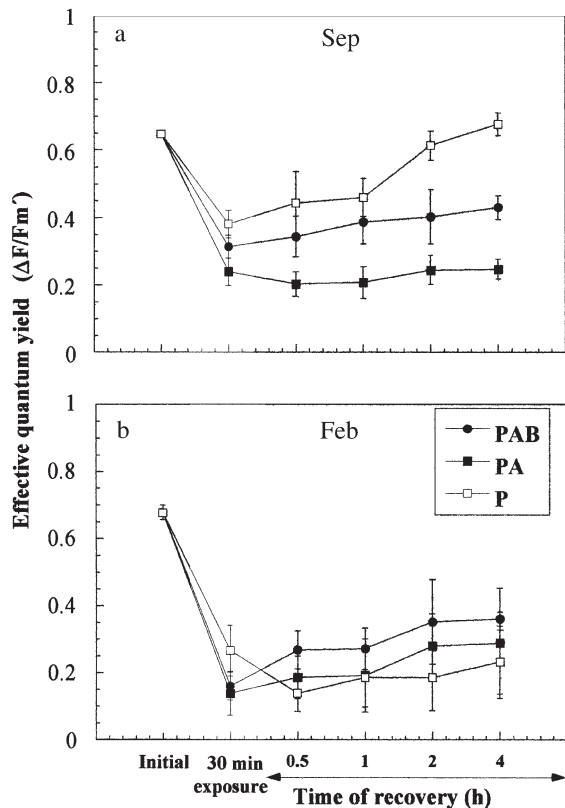 a
Sep
1
0.8
0.6
0.4
0.2
0
Effective quantum yield (ΔF/Fm´)
b
Feb
PAB
PA
P
1
0.8
0.6
0.4
0.2
0
Initial
30 min
exposure
0.5
1
2
4
Time of recovery (h)